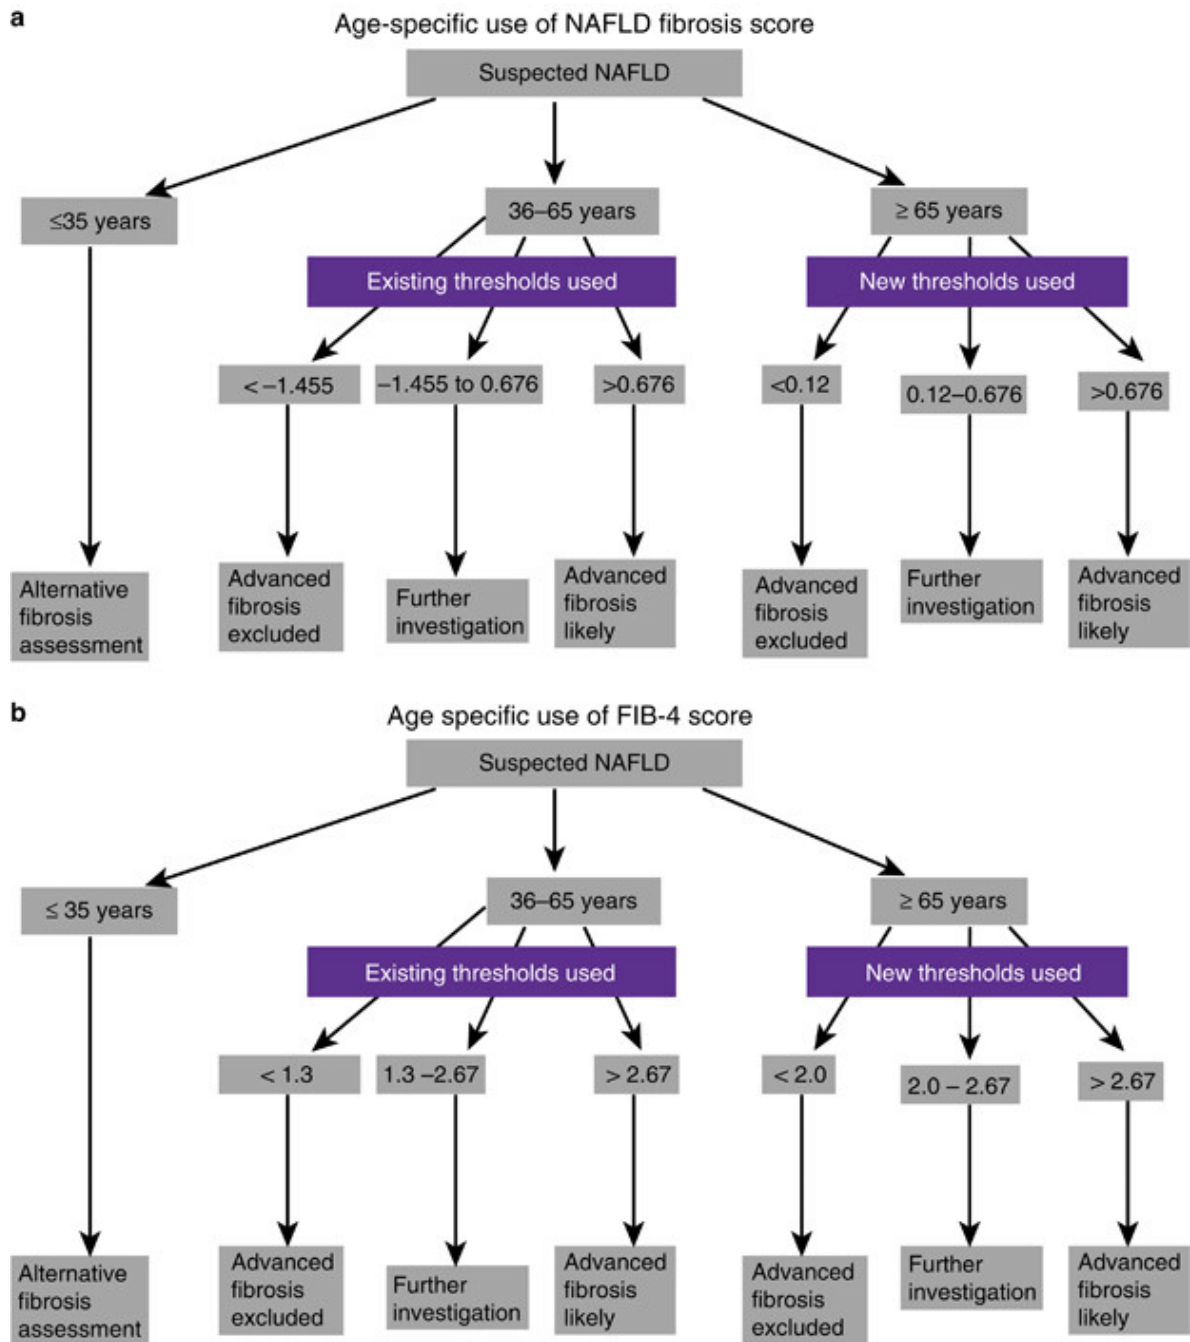 a
Age-specific use of NAFLD fibrosis score
Suspected NAFLD
≤35 years
36–65 years
≥ 65 years
Existing thresholds used
New thresholds used
< –1.455
–1.455 to 0.676
>0.676
<0.12
0.12–0.676
>0.676
Alternative
fibrosis
assessment
Advanced
fibrosis
excluded
Further
investigation
Advanced
fibrosis
likely
Advanced
fibrosis
excluded
Further
investigation
Advanced
fibrosis
likely
b
Age specific use of FIB-4 score
Suspected NAFLD
≤ 35 years
36–65 years
≥ 65 years
Existing thresholds used
New thresholds used
< 1.3
1.3 –2.67
> 2.67
< 2.0
2.0 – 2.67
> 2.67
Alternative
fibrosis
assessment
Advanced
fibrosis
excluded
Further
investigation
Advanced
fibrosis
likely
Advanced
fibrosis
excluded
Further
investigation
Advanced
fibrosis
likely